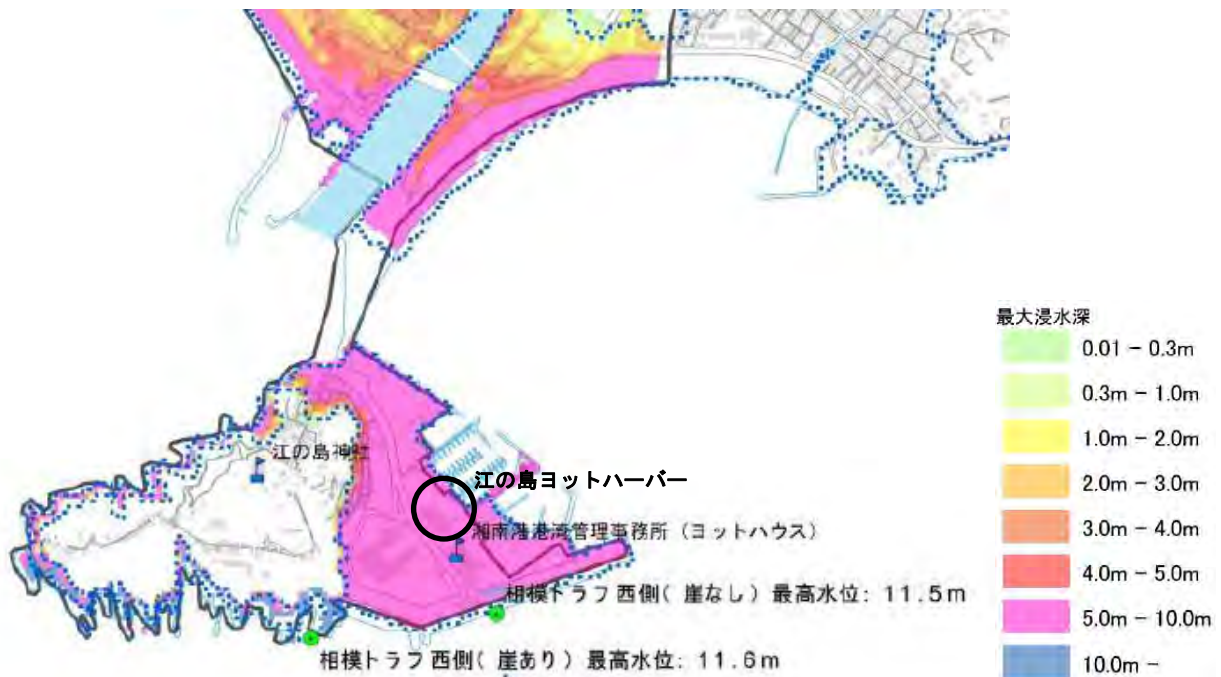 最大浸水深
0.01 - 0.3m
0.3m - 1.0m
1.0m - 2.0m
2.0m - 3.0m
3.0m - 4.0m
4.0m - 5.0m
5.0m - 10.0m
10.0m -
江の島神社
江の島ヨットハーバー
湘南港港湾管理事務所（ヨットハウス）
相模トラフ西側(崖なし) 最高水位: 11.5m
相模トラフ西側(崖あり) 最高水位: 11.6m